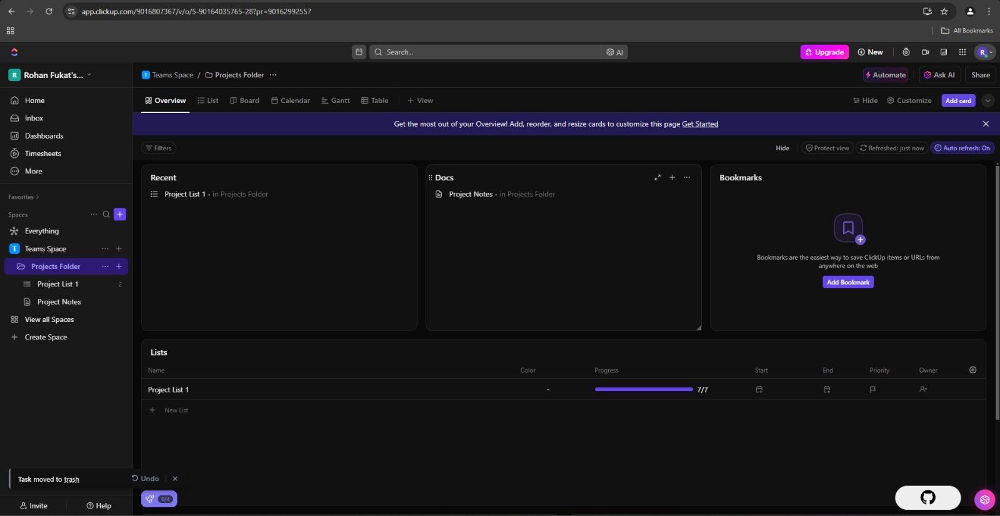 app.clickup.com/9016807367/v/o/5-90164035765-28?pr=90162992557
All Bookmarks
Search...
AI
Upgrade
New
R
R Rohan Fukat's...
T Teams Space / Projects Folder ...
Automate
Ask AI
Share
Home
Inbox
Dashboards
Timesheets
More
Favorites
Spaces
Everything
T Teams Space
Projects Folder
Project List 1 2
Project Notes
View all Spaces
Create Space
Overview
List
Board
Calendar
Gantt
Table
+ View
Hide
Customize
Add card
Get the most out of your Overview! Add, reorder, and resize cards to customize this page Get Started
Filters
Hide
Protect view
Refreshed: just now
Auto refresh: On
Recent
Project List 1 • in Projects Folder
Docs
Project Notes • in Projects Folder
Bookmarks
Bookmarks are the easiest way to save ClickUp items or URLs from
anywhere on the web
Add Bookmark
Lists
Name Color Progress Start End Priority Owner
Project List 1 - 7/7
+ New List
Task moved to trash
Undo
0/4
Invite
Help